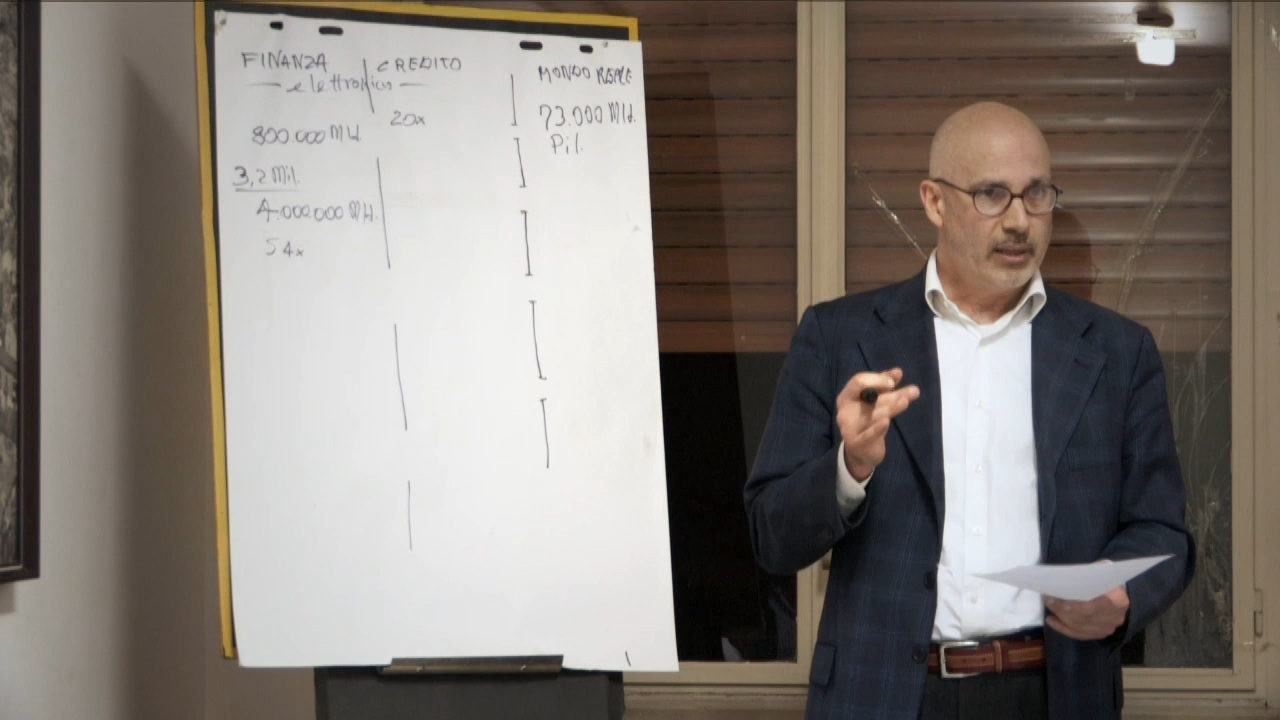 FINANZA
CREDITO
MONDO REALE
elettronico
20x
73.000 Mld.
Pil.
800.000 Mld
3,2 Mil.
4.000.000 Mld.
54x